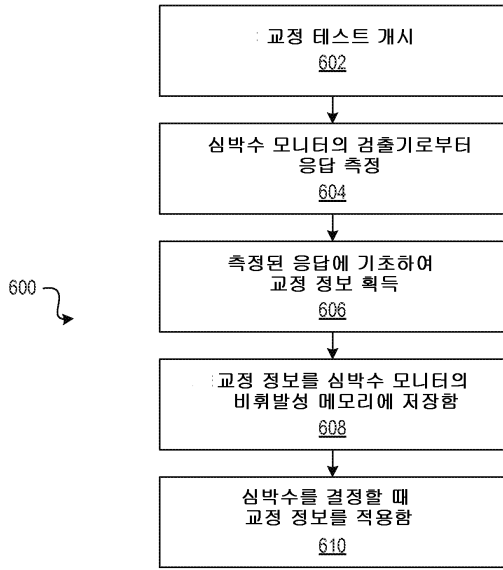 교정 테스트 개시
602
심박수 모니터의 검출기로부터
응답 측정
604
측정된 응답에 기초하여
교정 정보 획득
606
600
교정 정보를 심박수 모니터의
비휘발성 메모리에 저장함
608
심박수를 결정할 때
교정 정보를 적용함
610